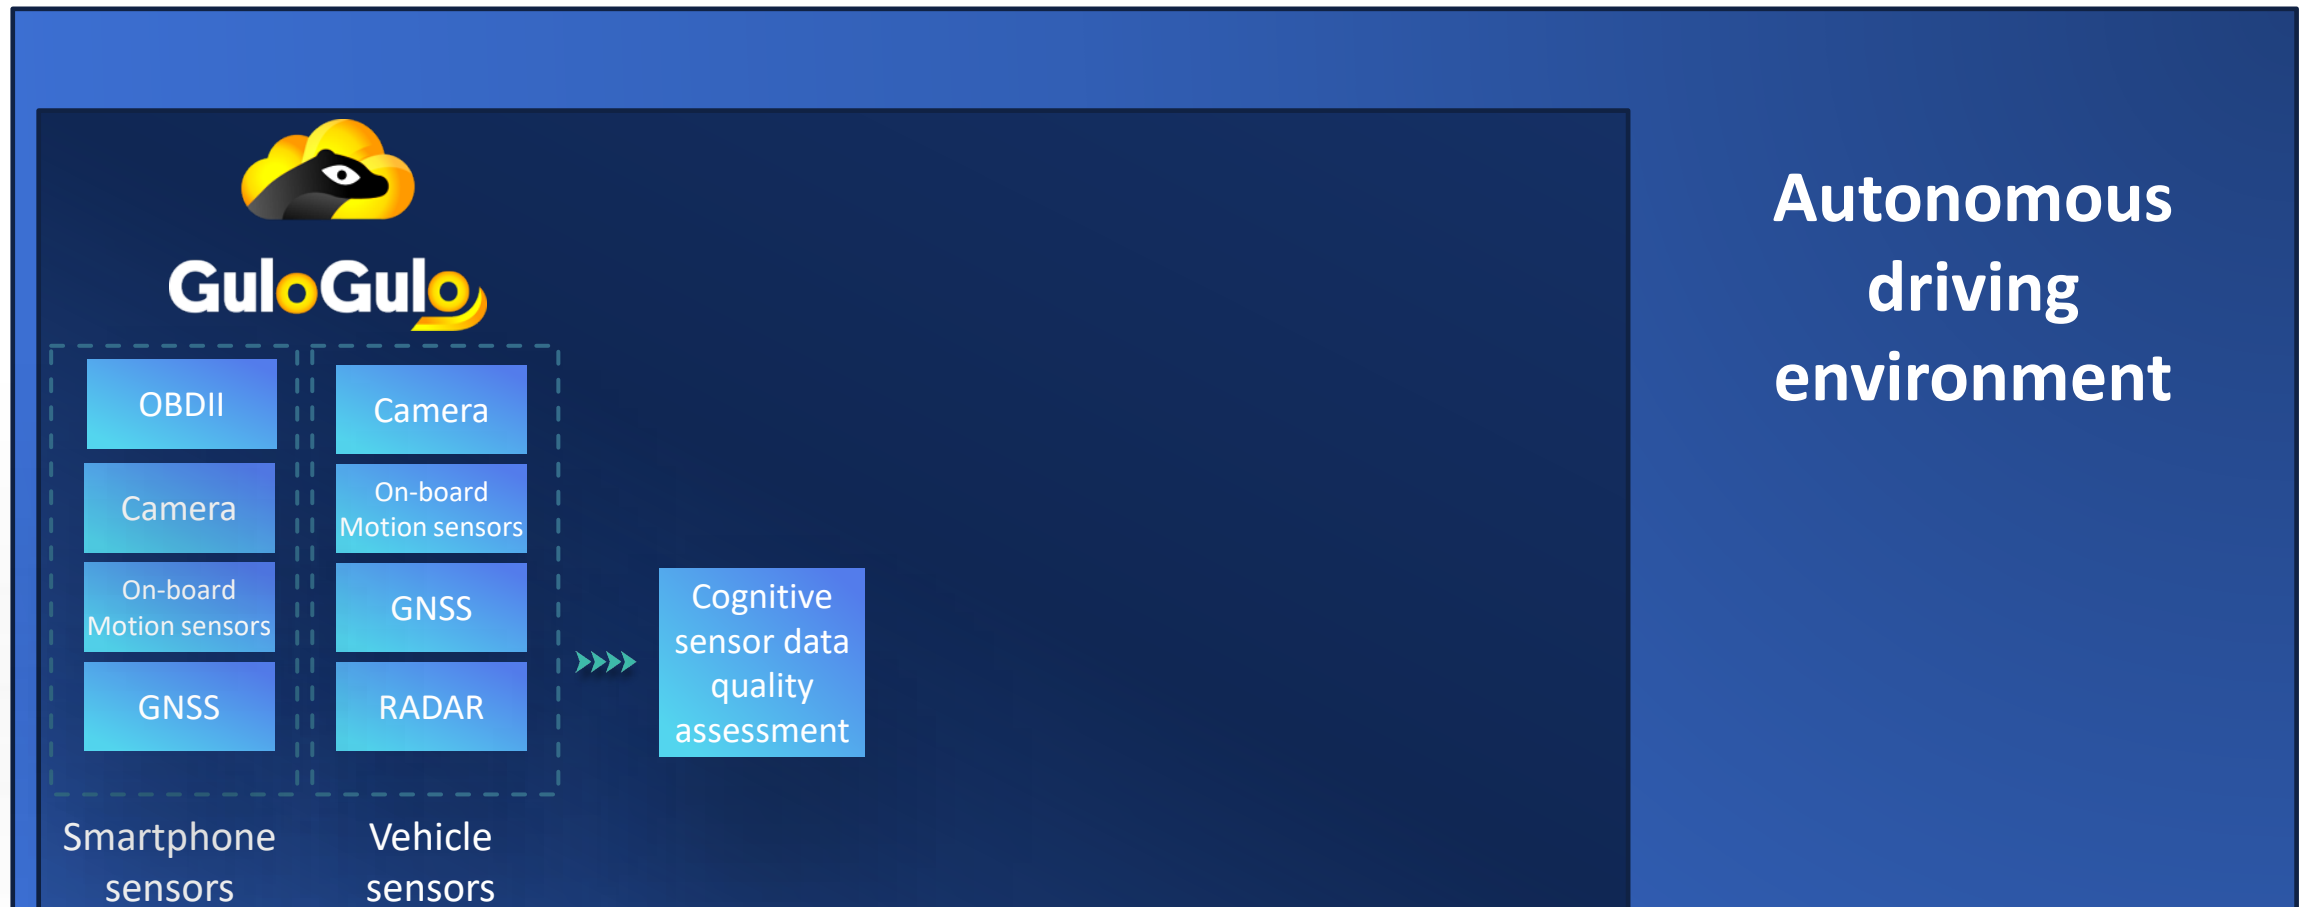 GuloGulo
Autonomous
driving
environment
OBDII
Camera
On-board
Motion sensors
GNSS
Smartphone
sensors
Camera
On-board
Motion sensors
GNSS
RADAR
Vehicle
sensors
Cognitive
sensor data
quality
assessment